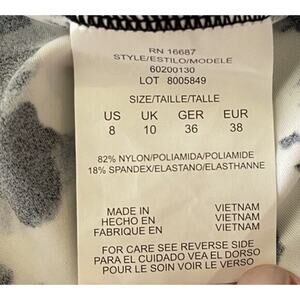 RN 16687
STYLE/ESTILO/MODELE
60200130
LOT 8005849
SIZE/TAILLE/TALLE
US UK GER EUR
8 10 36 38
82% NYLON/POLIAMIDA/POLIAMIDE
18% SPANDEX/ELASTANO/ELASTHANNE
MADE IN VIETNAM
HECHO EN VIETNAM
FABRIQUE EN VIETNAM
FOR CARE SEE REVERSE SIDE
PARA EL CUIDADO VEA EL DORSO
POUR LE SOIN VOIR LE VERSO